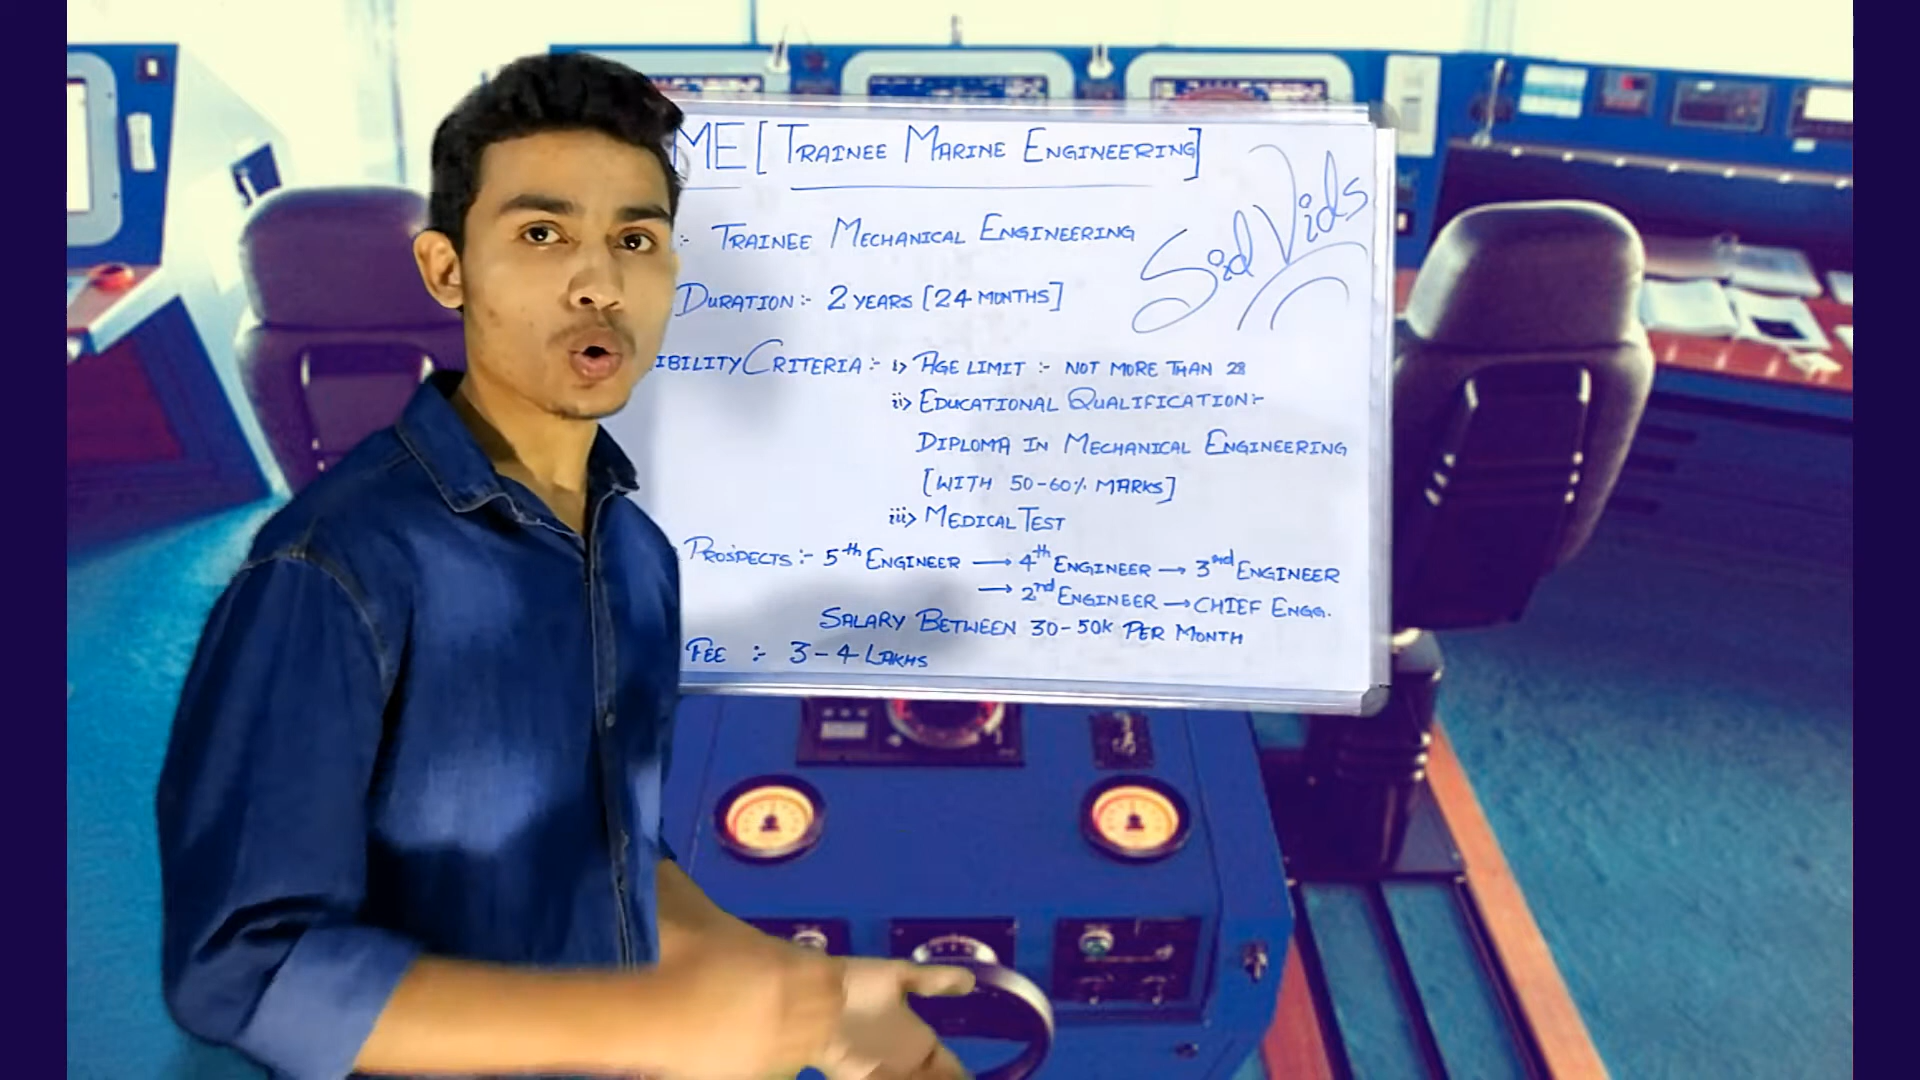 ME [TRAINEE MARINE ENGINEERING]
Sid Vids
:- TRAINEE MECHANICAL ENGINEERING
DURATION :- 2 YEARS [24 MONTHS]
IBILITY CRITERIA :- i> AGE LIMIT :- NOT MORE THAN 28
ii> EDUCATIONAL QUALIFICATION :-
DIPLOMA IN MECHANICAL ENGINEERING
[WITH 50-60% MARKS]
iii> MEDICAL TEST
PROSPECTS :- 5th ENGINEER → 4th ENGINEER → 3rd ENGINEER
→ 2nd ENGINEER → CHIEF ENGG.
SALARY BETWEEN 30-50K PER MONTH
FEE :- 3-4 LAKHS